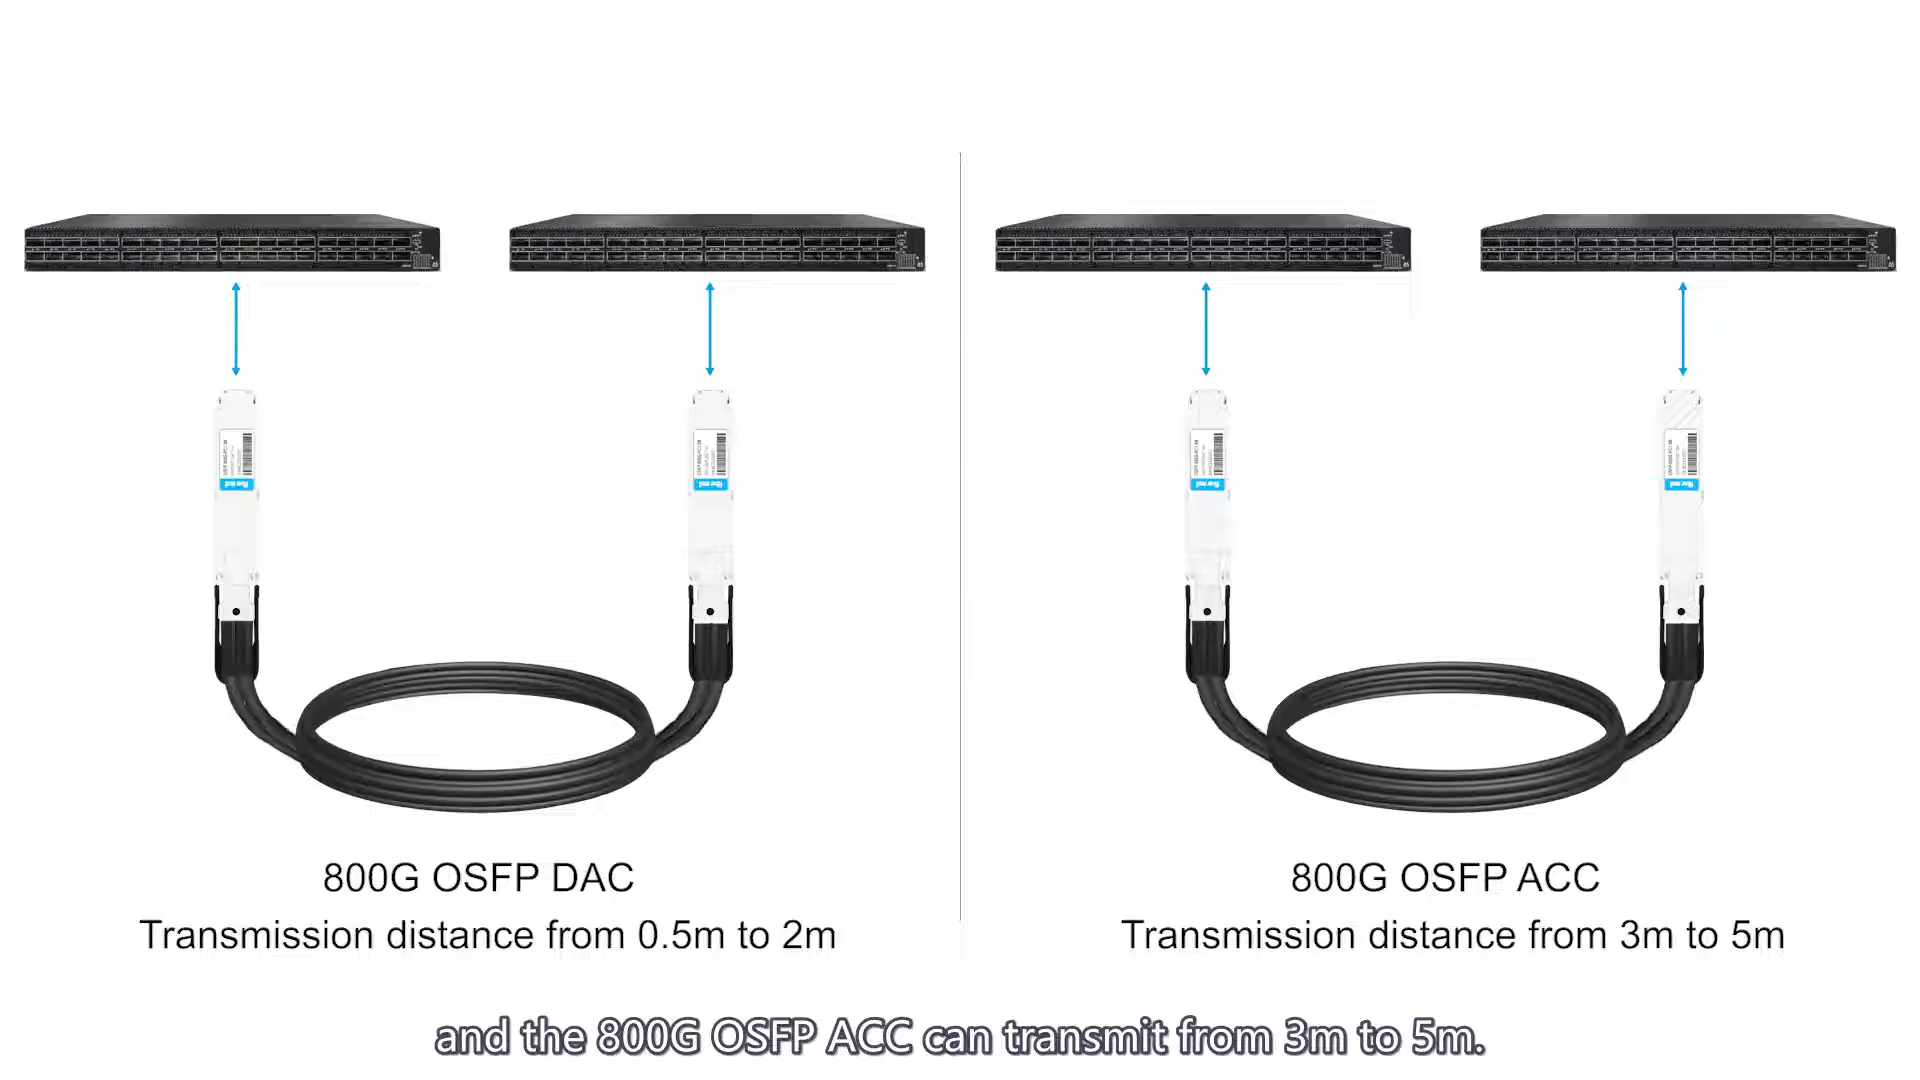 800G OSFP DAC
Transmission distance from 0.5m to 2m
800G OSFP ACC
Transmission distance from 3m to 5m
and the 800G OSFP ACC can transmit from 3m to 5m.